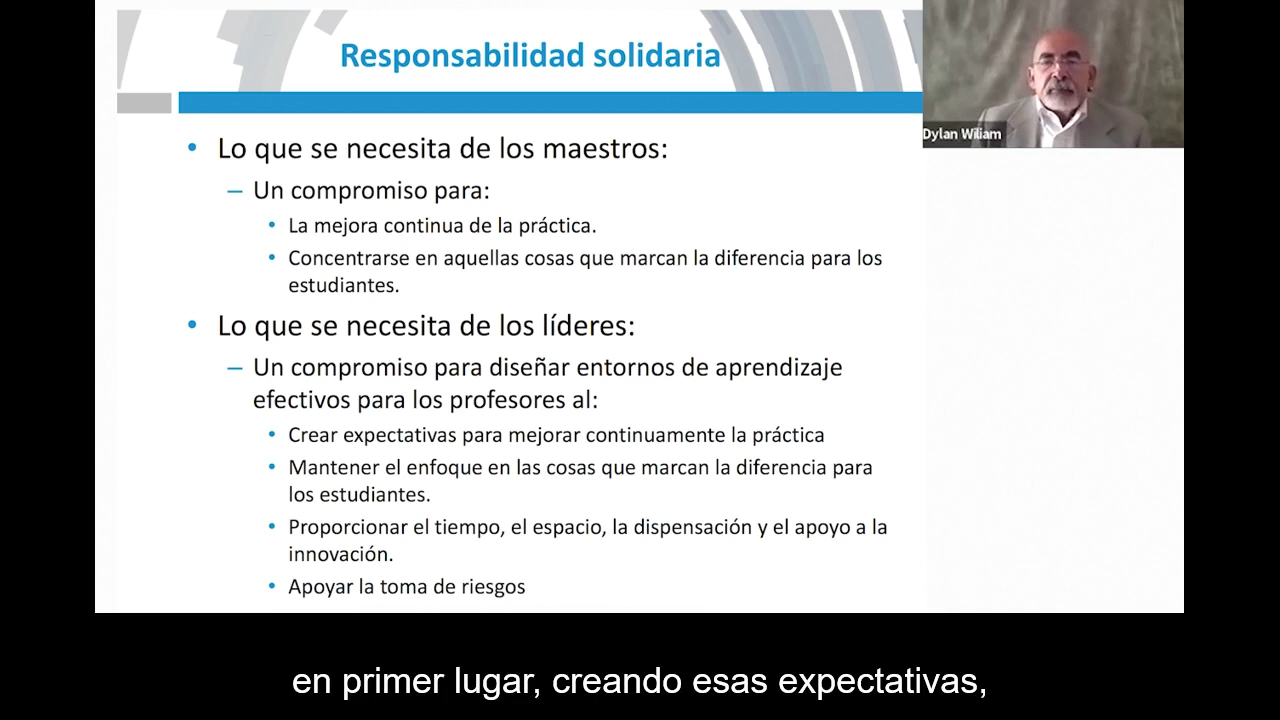 Responsabilidad solidaria
Dylan Wiliam
• Lo que se necesita de los maestros:
– Un compromiso para:
• La mejora continua de la práctica.
• Concentrarse en aquellas cosas que marcan la diferencia para los
estudiantes.
• Lo que se necesita de los líderes:
– Un compromiso para diseñar entornos de aprendizaje
efectivos para los profesores al:
• Crear expectativas para mejorar continuamente la práctica
• Mantener el enfoque en las cosas que marcan la diferencia para
los estudiantes.
• Proporcionar el tiempo, el espacio, la dispensación y el apoyo a la
innovación.
• Apoyar la toma de riesgos
en primer lugar, creando esas expectativas,